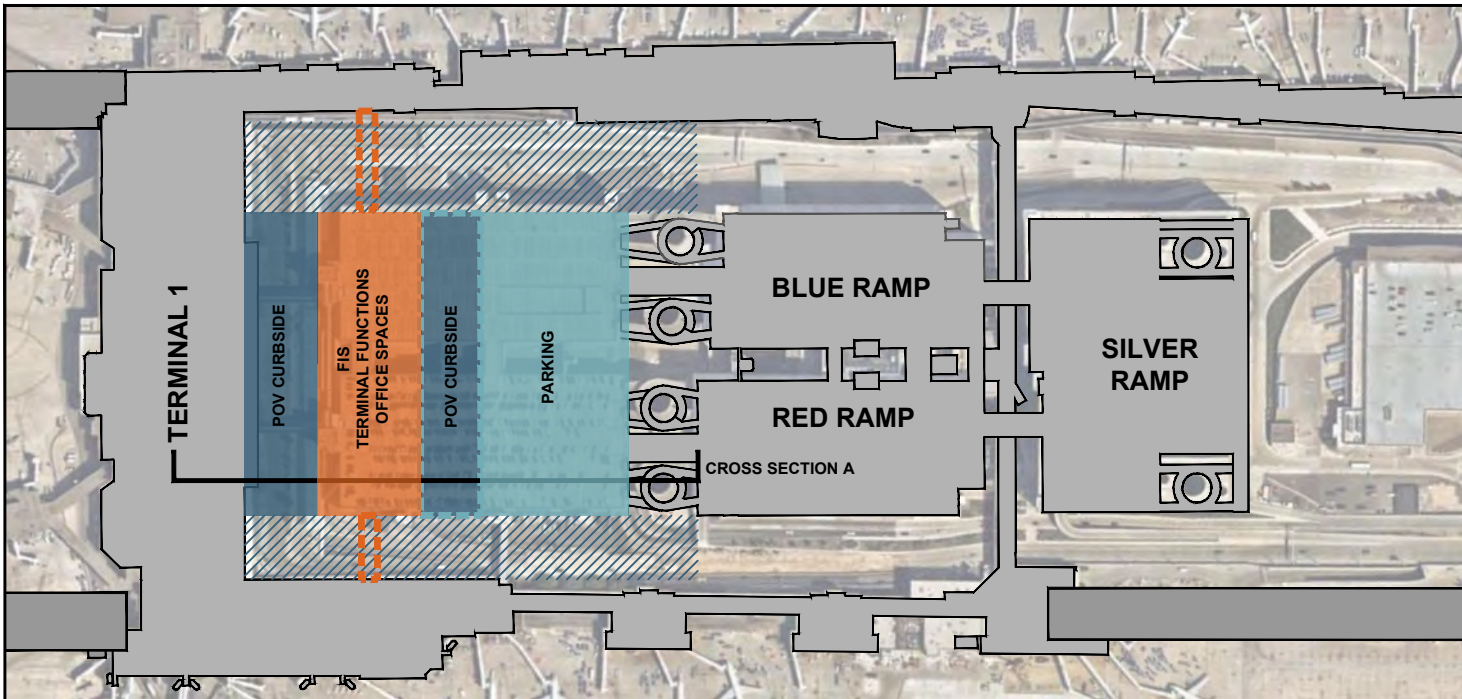 TERMINAL 1
POV CURBSIDE
FIS
TERMINAL FUNCTIONS
OFFICE SPACES
POV CURBSIDE
PARKING
BLUE RAMP
RED RAMP
SILVER
RAMP
CROSS SECTION A